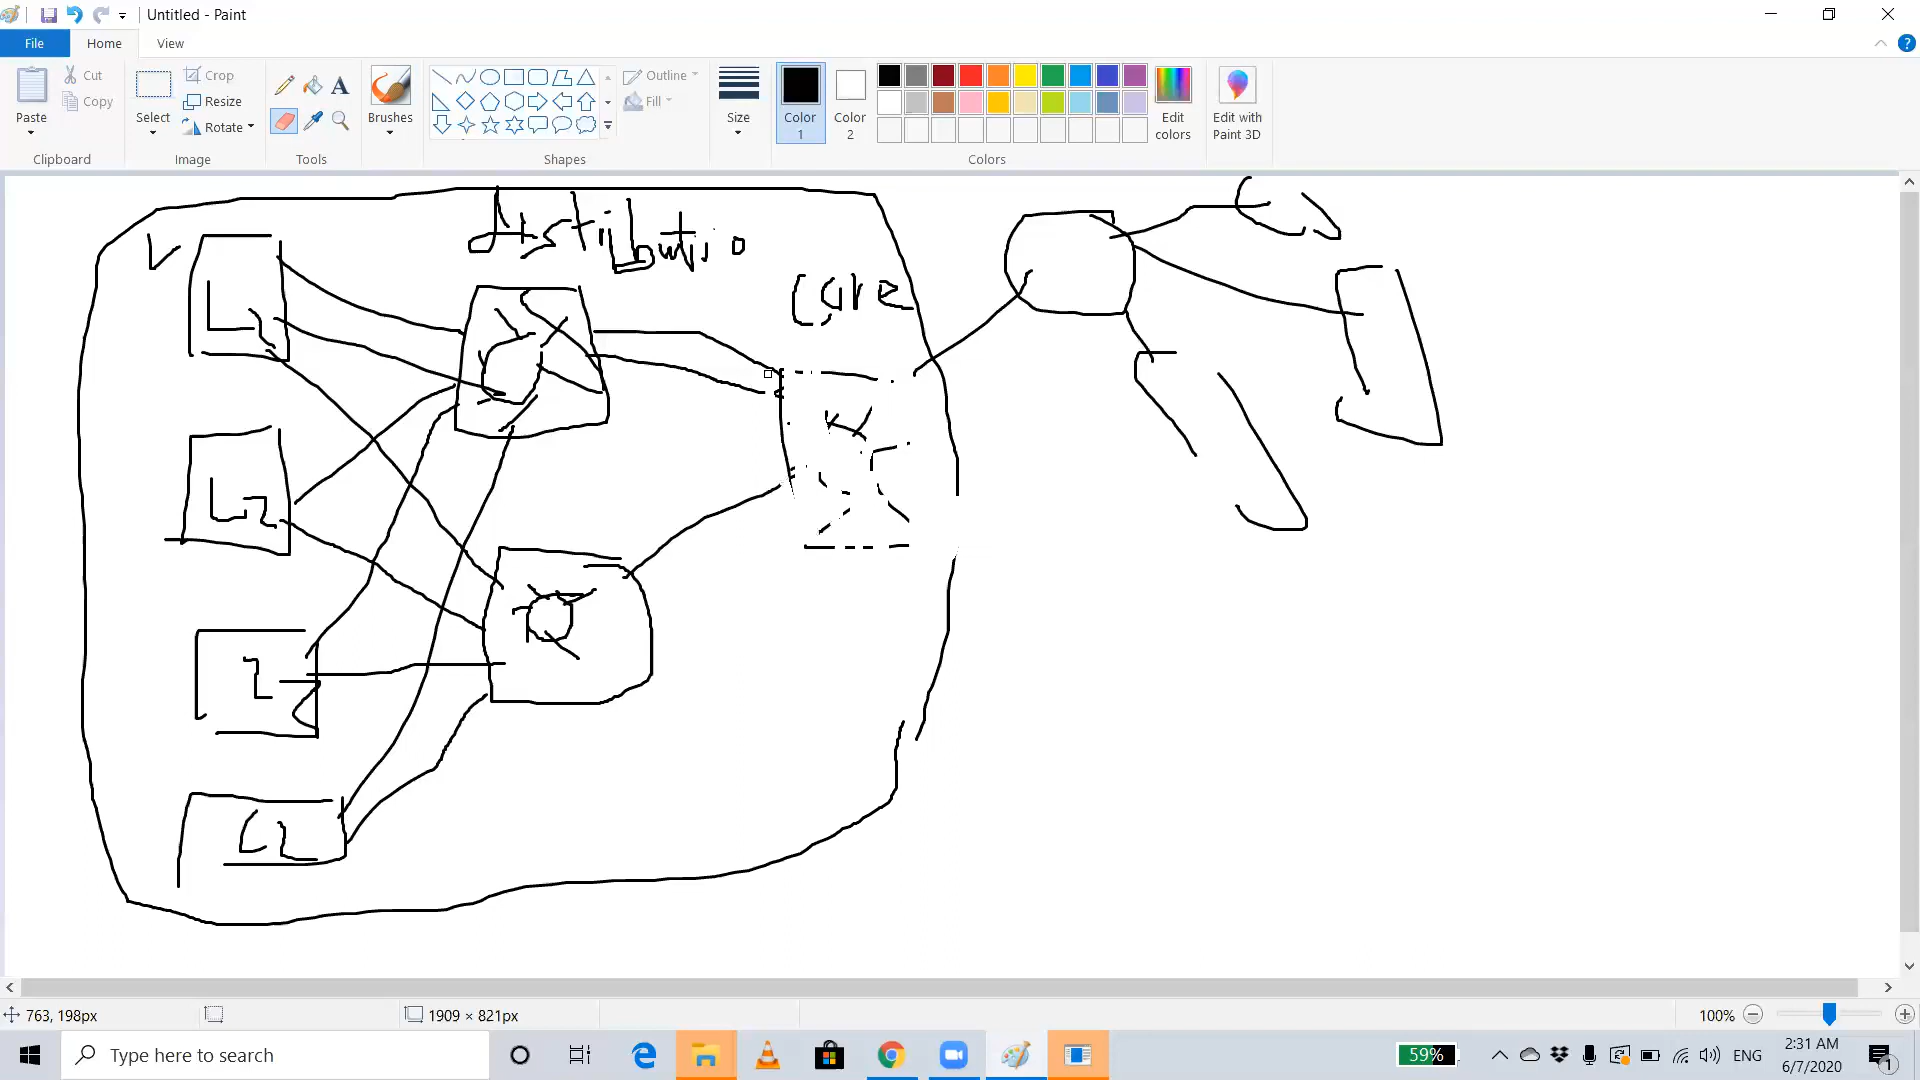 Untitled - Paint
File Home View
Cut
Copy
Paste
Clipboard
Select
Crop
Resize
Rotate
Image
Tools
Brushes
Shapes
Outline
Fill
Size
Color 1
Color 2
Edit colors
Edit with Paint 3D
Colors
distributio
core
L2
L2
763, 198px
1909 × 821px
100%
Type here to search
59%
ENG
2:31 AM
6/7/2020
1